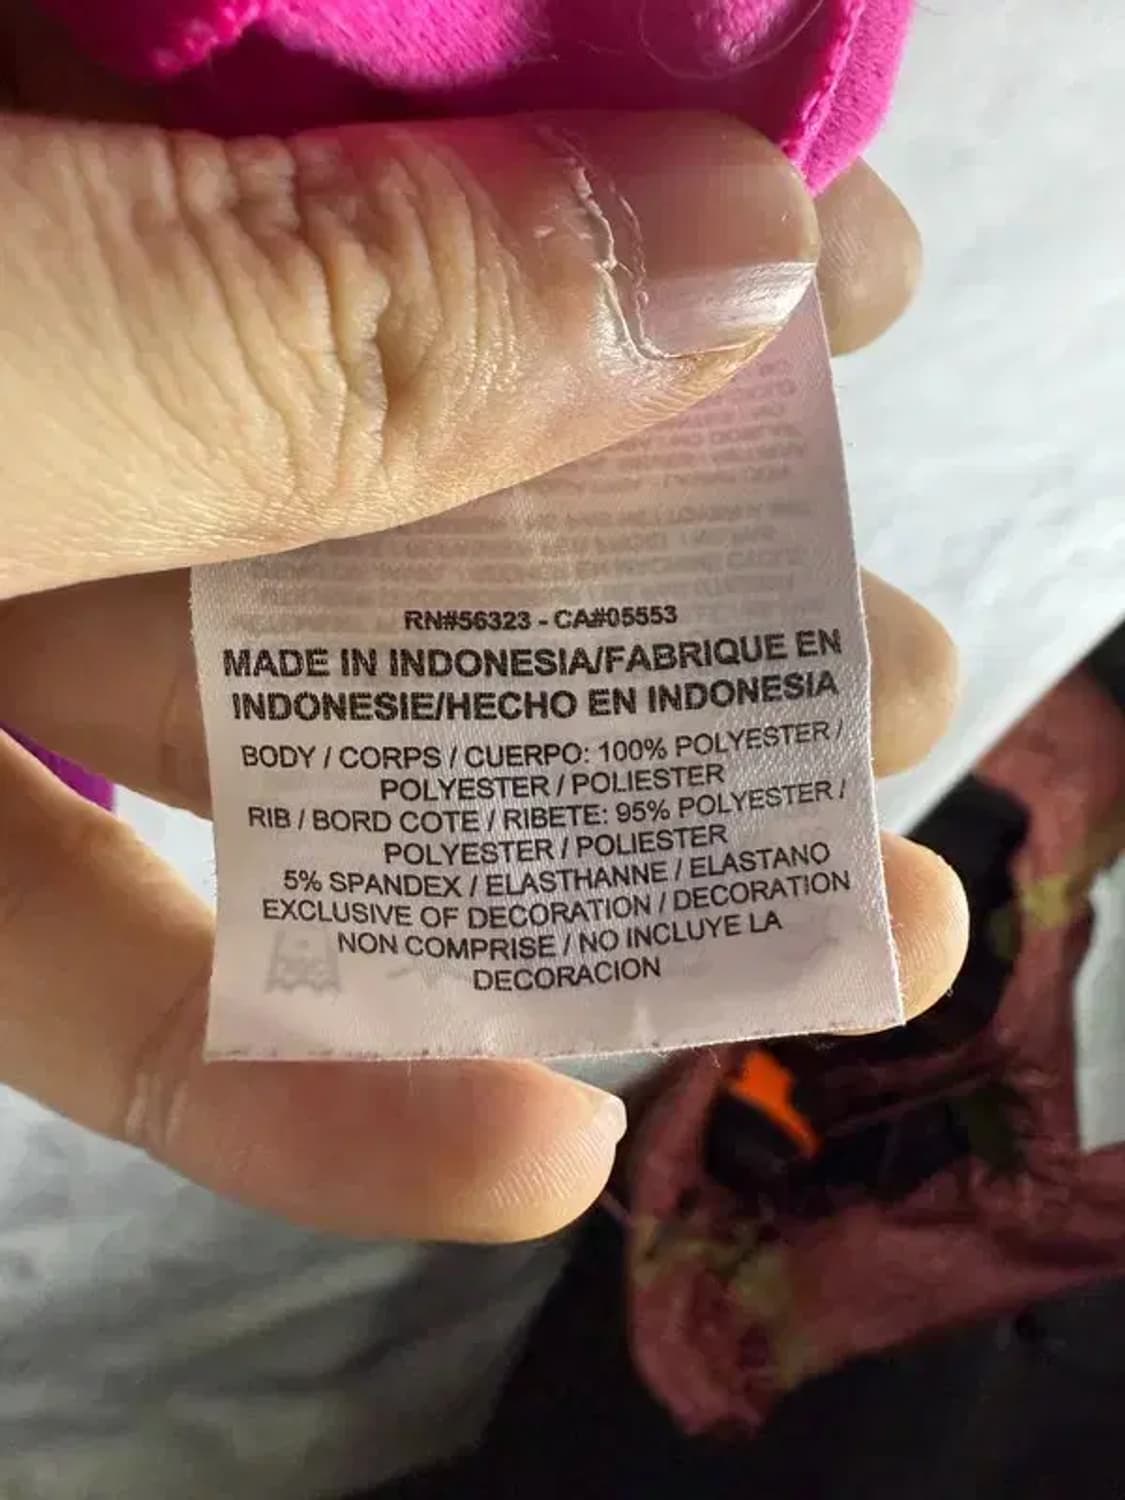 RN#56323 - CA#05553
MADE IN INDONESIA/FABRIQUE EN
INDONESIE/HECHO EN INDONESIA
BODY / CORPS / CUERPO: 100% POLYESTER /
POLYESTER / POLIESTER
RIB / BORD COTE / RIBETE: 95% POLYESTER /
POLYESTER / POLIESTER
5% SPANDEX / ELASTHANNE / ELASTANO
EXCLUSIVE OF DECORATION / DECORATION
NON COMPRISE / NO INCLUYE LA
DECORACION